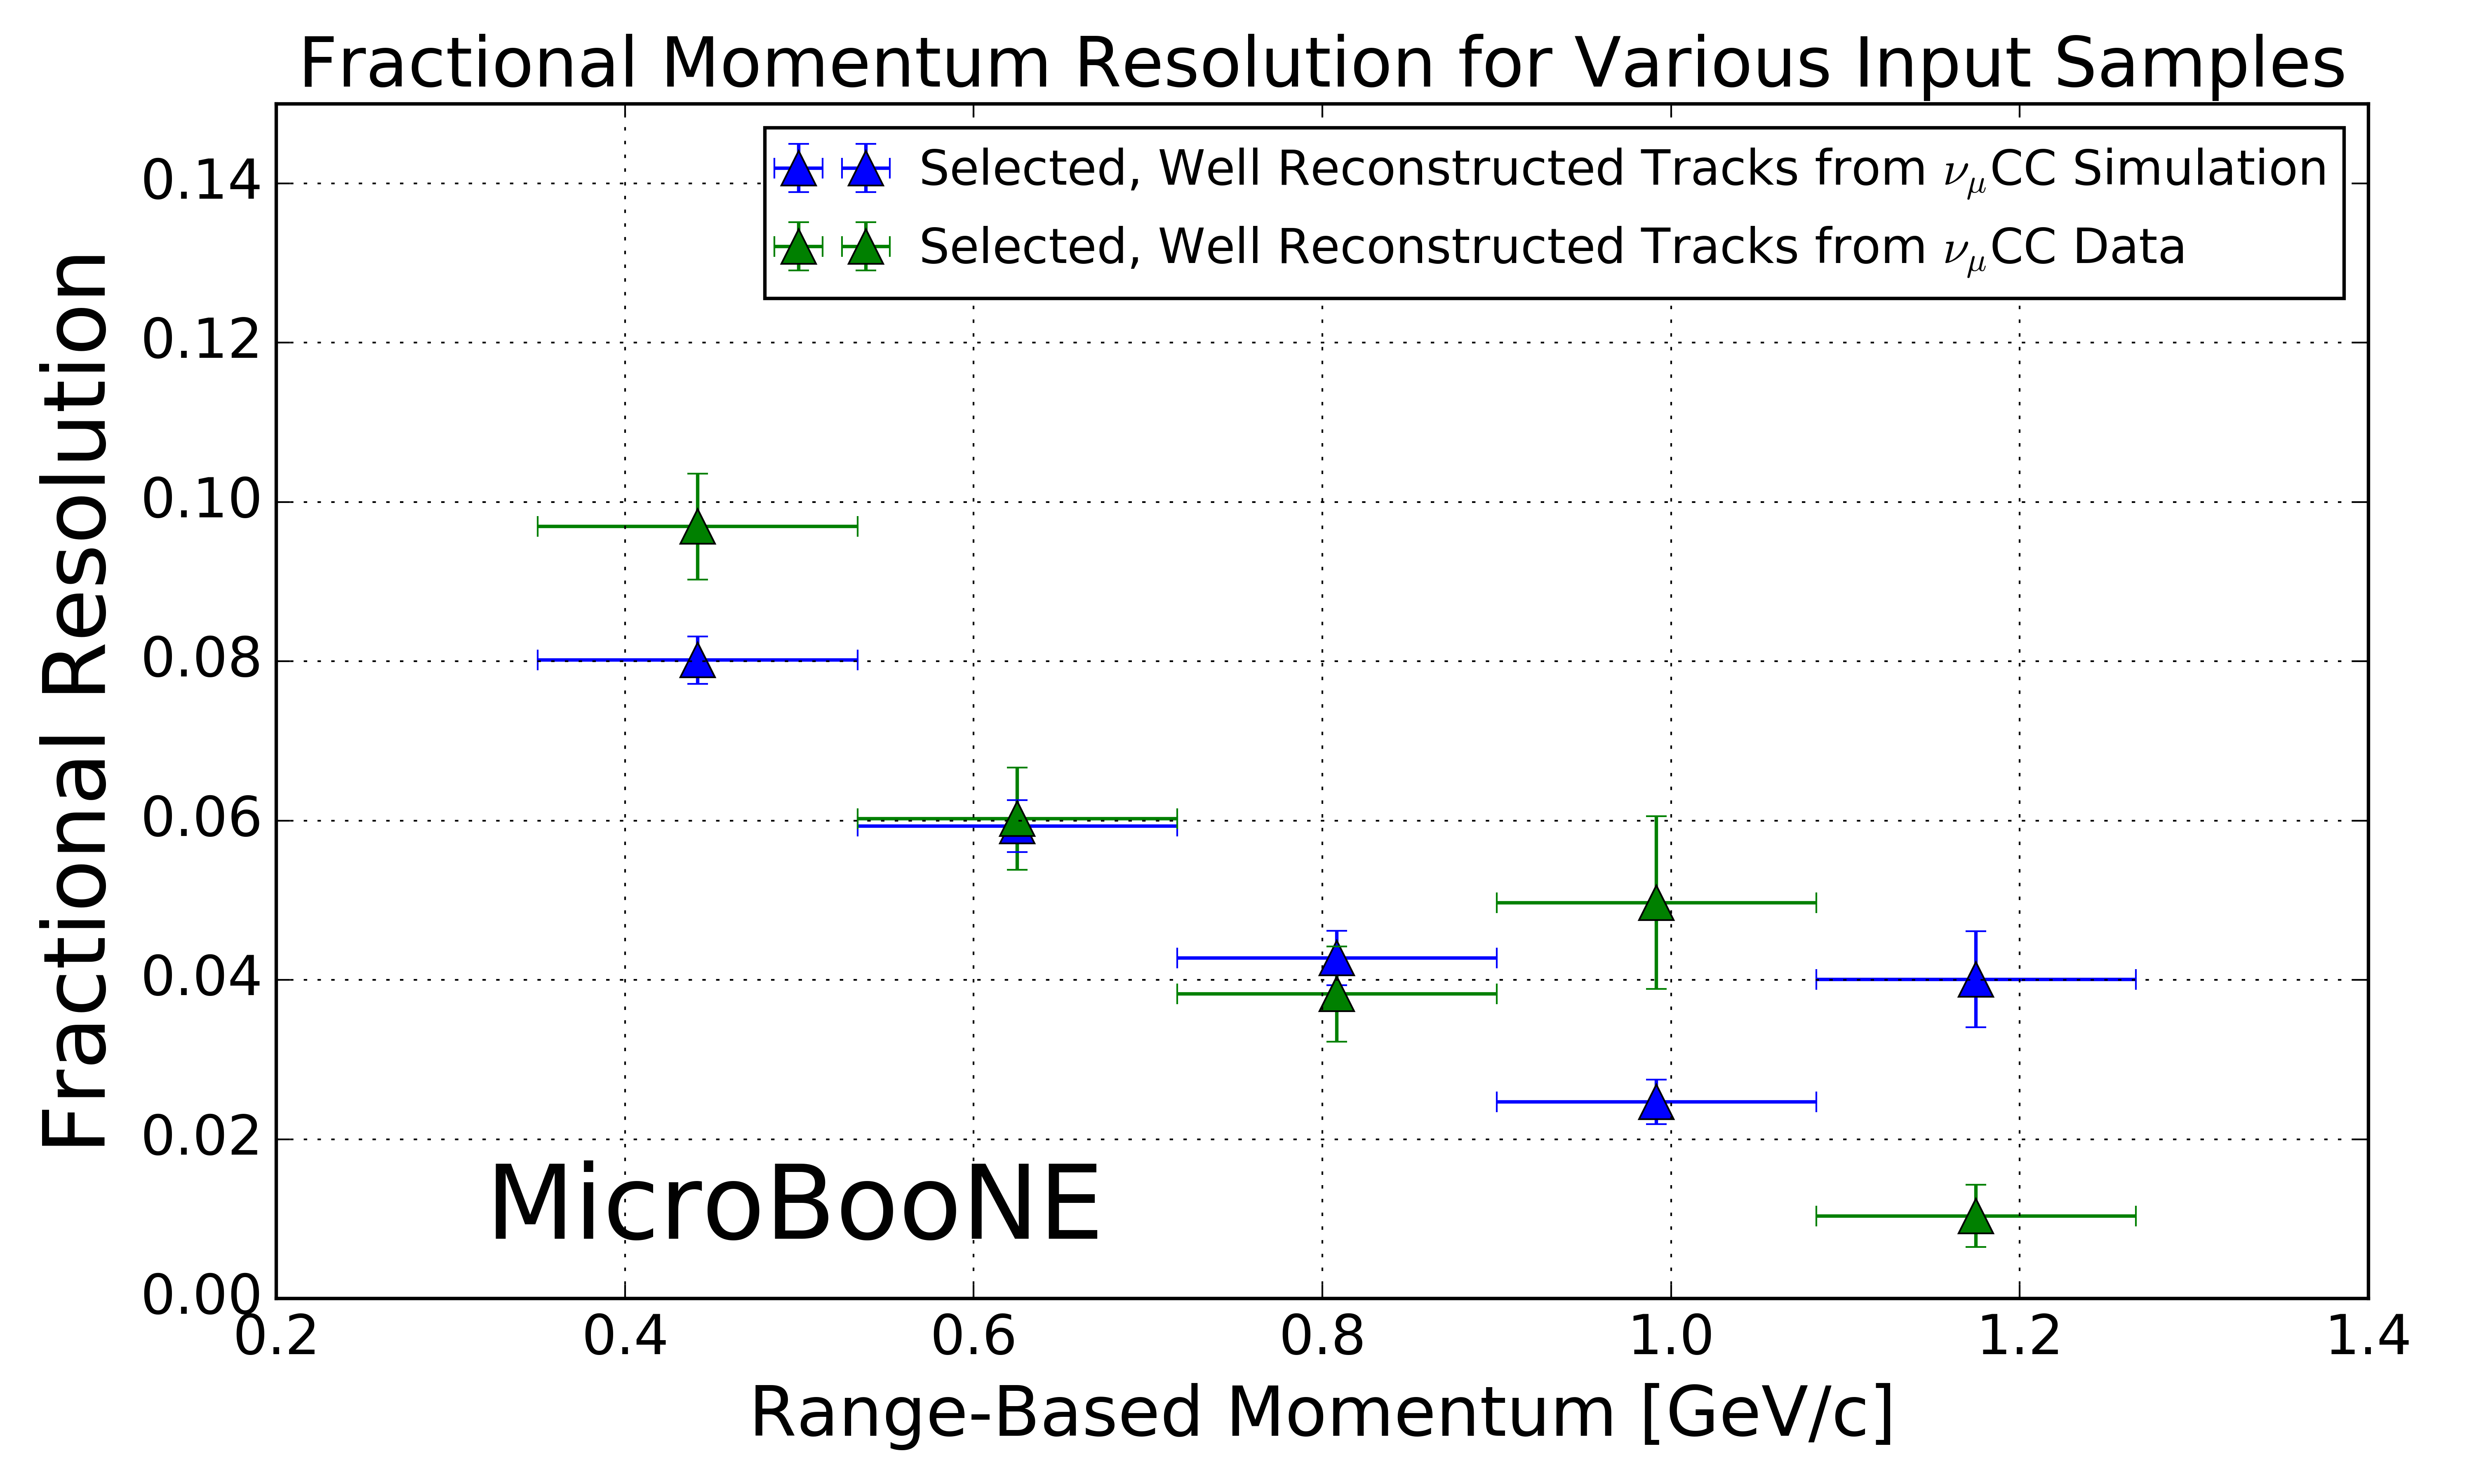 Fractional Momentum Resolution for Various Input Samples
Selected, Well Reconstructed Tracks from νμCC Simulation
Selected, Well Reconstructed Tracks from νμCC Data
Fractional Resolution
0.14
0.12
0.10
0.08
0.06
0.04
0.02
0.00
MicroBooNE
0.2 0.4 0.6 0.8 1.0 1.2 1.4
Range-Based Momentum [GeV/c]